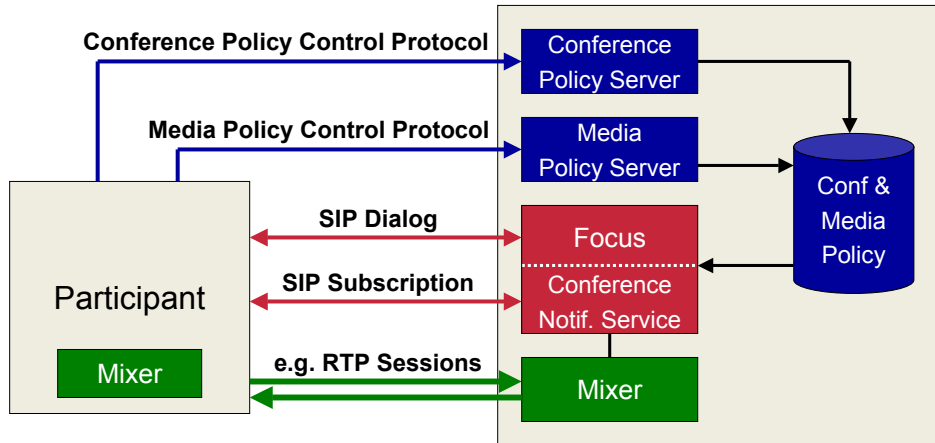 Conference Policy Control Protocol
Conference
Policy Server
Media Policy Control Protocol
Media
Policy Server
Conf &
Media
Policy
SIP Dialog
Focus
SIP Subscription
Conference
Notif. Service
Participant
Mixer
e.g. RTP Sessions
Mixer